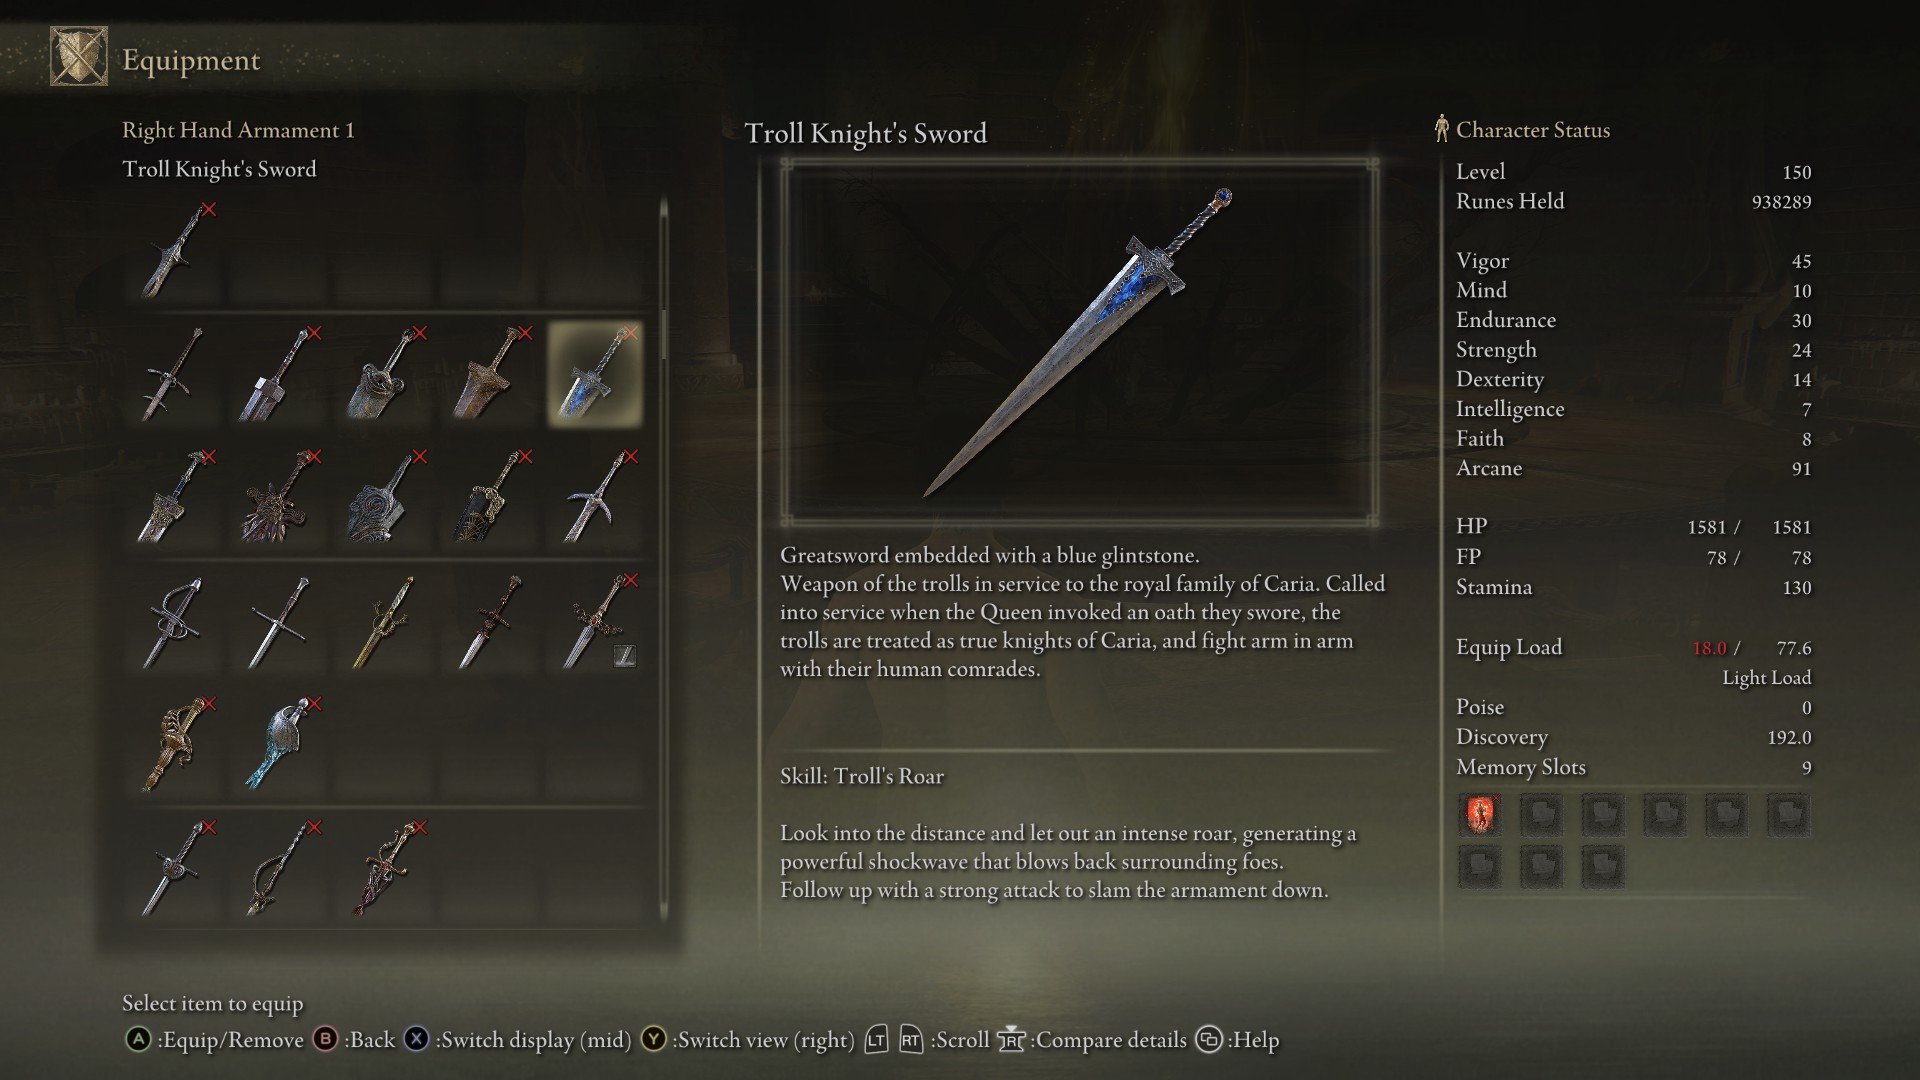 Equipment
Right Hand Armament 1
Troll Knight's Sword
Troll Knight's Sword
Greatsword embedded with a blue glintstone.
Weapon of the trolls in service to the royal family of Caria. Called
into service when the Queen invoked an oath they swore, the
trolls are treated as true knights of Caria, and fight arm in arm
with their human comrades.
Skill: Troll's Roar
Look into the distance and let out an intense roar, generating a
powerful shockwave that blows back surrounding foes.
Follow up with a strong attack to slam the armament down.
Character Status
Level 150
Runes Held 938289
Vigor 45
Mind 10
Endurance 30
Strength 24
Dexterity 14
Intelligence 7
Faith 8
Arcane 91
HP 1581 / 1581
FP 78 / 78
Stamina 130
Equip Load 18.0 / 77.6
Light Load
Poise 0
Discovery 192.0
Memory Slots 9
Select item to equip
A :Equip/Remove B :Back X :Switch display (mid) Y :Switch view (right) LT RT :Scroll R :Compare details :Help